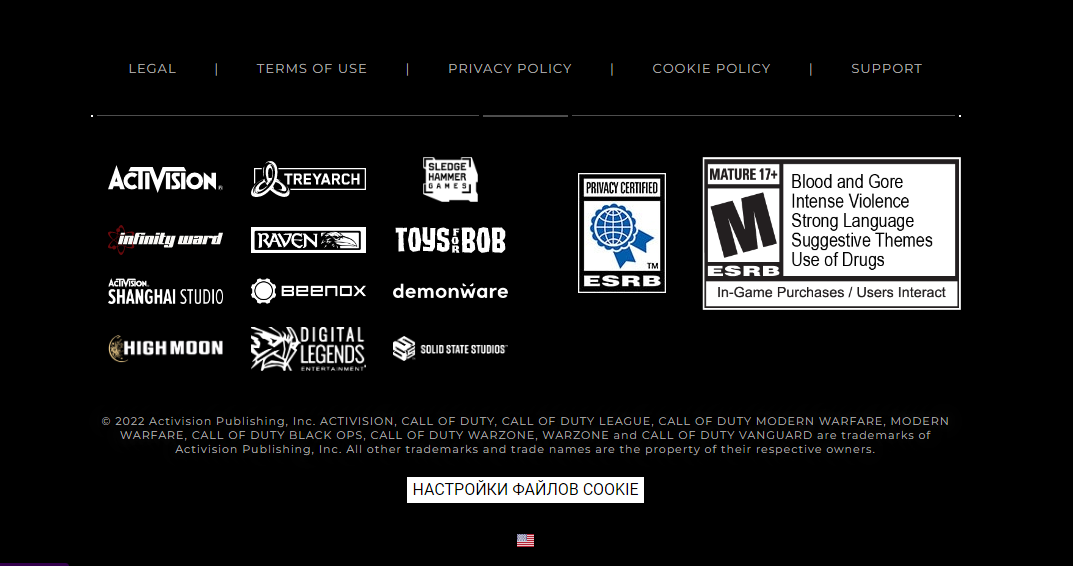 LEGAL | TERMS OF USE | PRIVACY POLICY | COOKIE POLICY | SUPPORT
ACTIVISION
TREYARCH
SLEDGE
HAMMER
GAMES
infinity ward
RAVEN
TOYS FOR BOB
ACTIVISION
SHANGHAI STUDIO
BEENOX
demonware
HIGH MOON
DIGITAL
LEGENDS
ENTERTAINMENT
SOLID STATE STUDIOS
PRIVACY CERTIFIED
TM
ESRB
MATURE 17+
M
ESRB
Blood and Gore
Intense Violence
Strong Language
Suggestive Themes
Use of Drugs
In-Game Purchases / Users Interact
© 2022 Activision Publishing, Inc. ACTIVISION, CALL OF DUTY, CALL OF DUTY LEAGUE, CALL OF DUTY MODERN WARFARE, MODERN
WARFARE, CALL OF DUTY BLACK OPS, CALL OF DUTY WARZONE, WARZONE and CALL OF DUTY VANGUARD are trademarks of
Activision Publishing, Inc. All other trademarks and trade names are the property of their respective owners.
НАСТРОЙКИ ФАЙЛОВ COOKIE